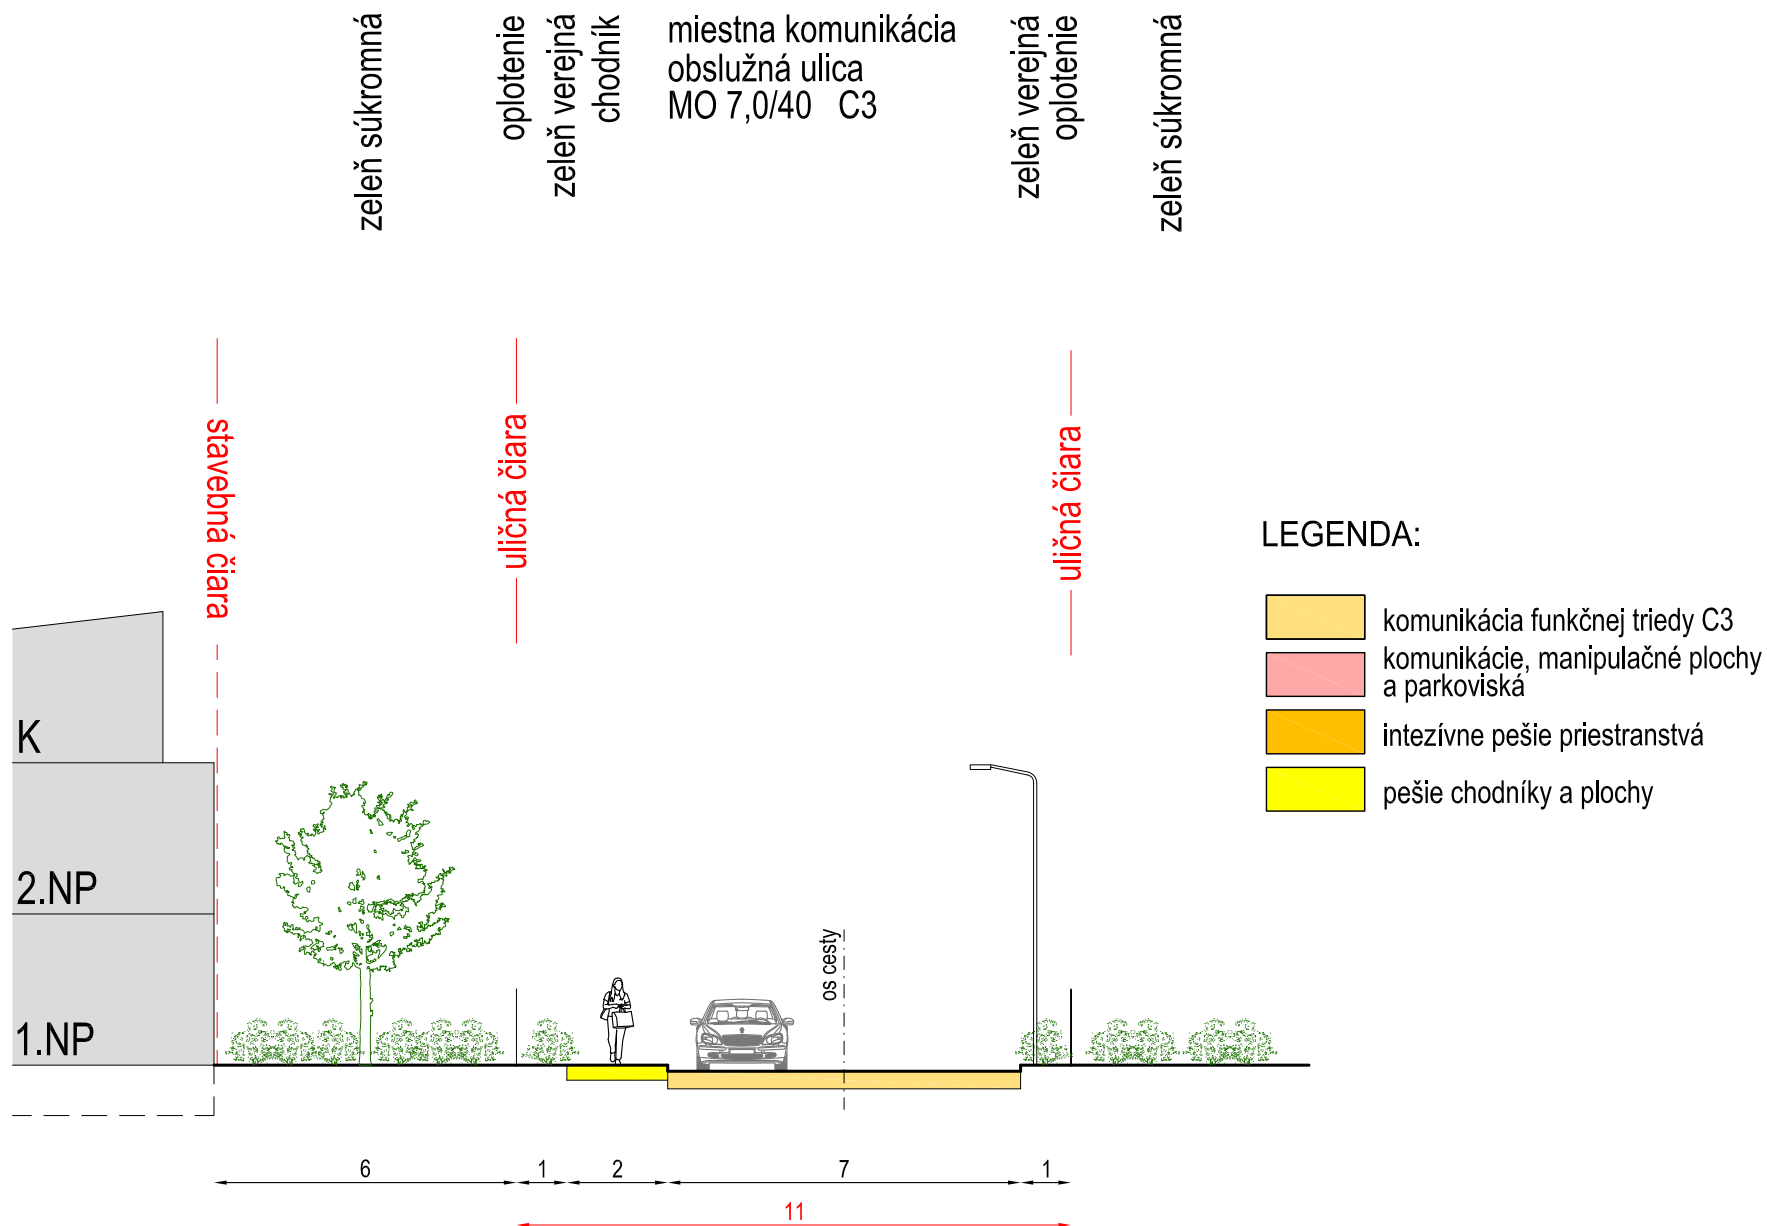 zeleň súkromná
oplotenie
zeleň verejná
chodník
miestna komunikácia
obslužná ulica
MO 7,0/40 C3
zeleň verejná
oplotenie
zeleň súkromná
stavebná čiara
uličná čiara
uličná čiara
LEGENDA:
komunikácia funkčnej triedy C3
komunikácie, manipulačné plochy
a parkoviská
intezívne pešie priestranstvá
pešie chodníky a plochy
K
2.NP
1.NP
os cesty
6
1
2
7
1
11